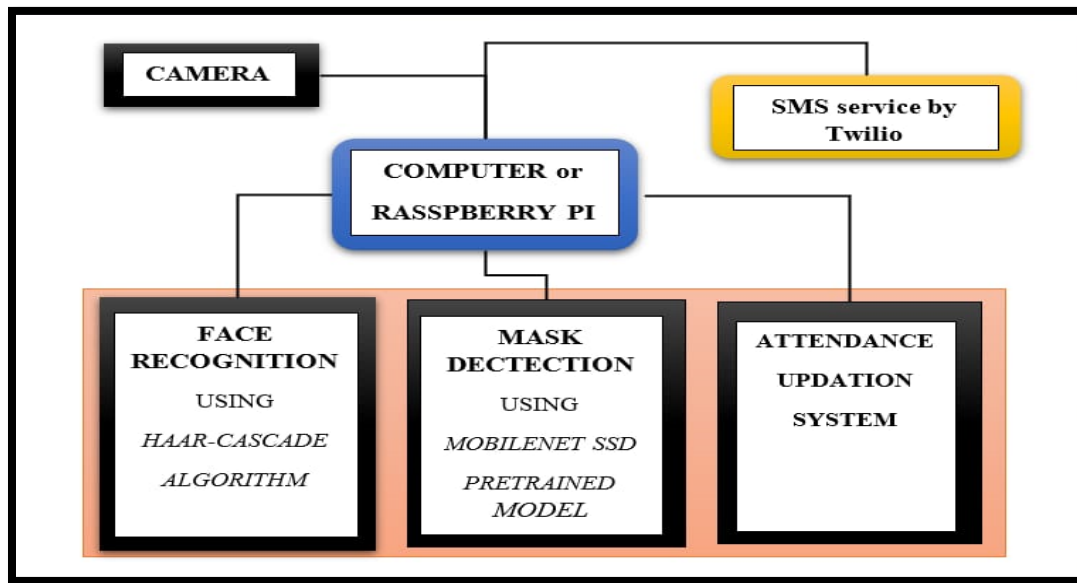 CAMERA
SMS service by
Twilio
COMPUTER or
RASSPBERRY PI
FACE
RECOGNITION
USING
HAAR-CASCADE
ALGORITHM
MASK
DECTECTION
USING
MOBILENET SSD
PRETRAINED
MODEL
ATTENDANCE
UPDATION
SYSTEM